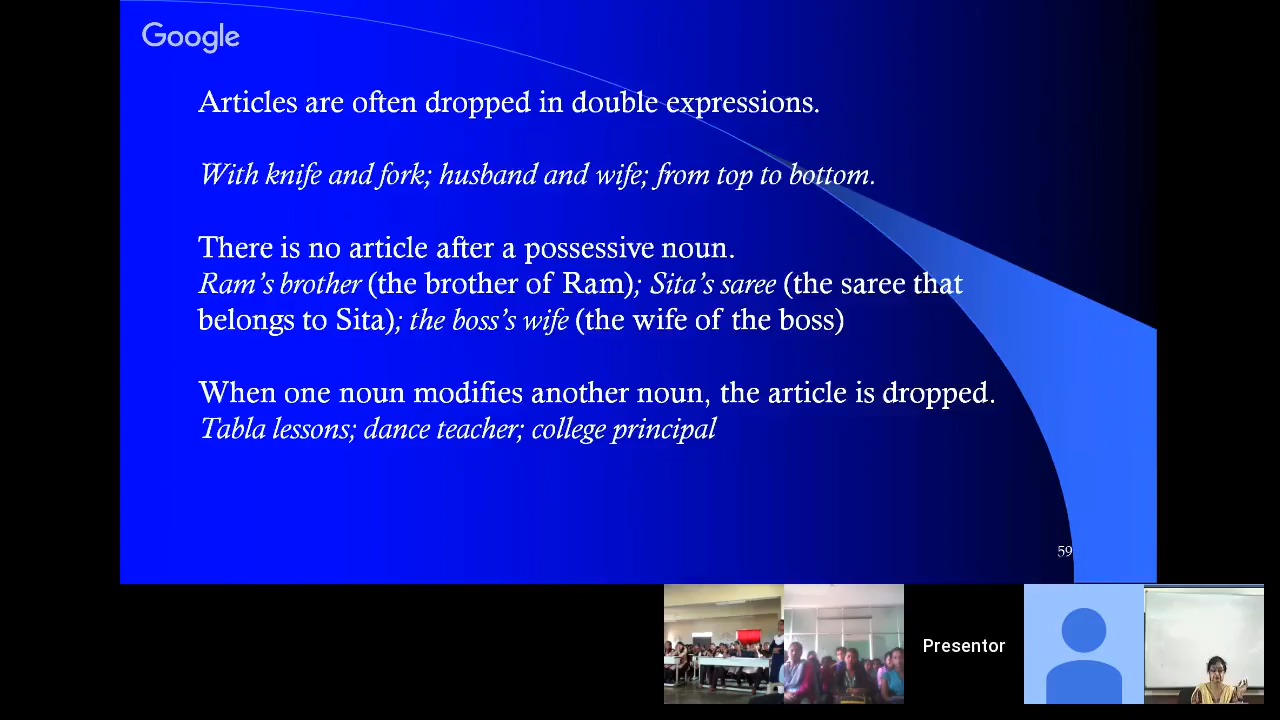 Google
Articles are often dropped in double expressions.
With knife and fork; husband and wife; from top to bottom.
There is no article after a possessive noun.
Ram's brother (the brother of Ram); Sita's saree (the saree that
belongs to Sita); the boss's wife (the wife of the boss)
When one noun modifies another noun, the article is dropped.
Tabla lessons; dance teacher; college principal
59
Presentor